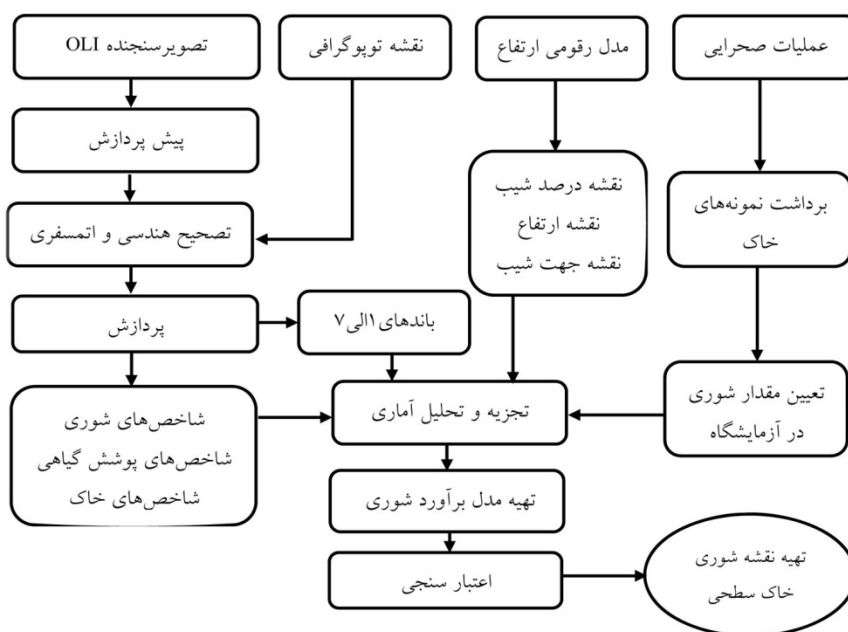 عملیات صحرایی
مدل رقومی ارتفاع
نقشه توپوگرافی
تصویرسنجنده OLI
پیش پردازش
برداشت نمونه‌های
خاک
نقشه درصد شیب
نقشه ارتفاع
نقشه جهت شیب
تصحیح هندسی و اتمسفری
پردازش
باندهای ۱الی۷
تعیین مقدار شوری
در آزمایشگاه
تجزیه و تحلیل آماری
شاخص‌های شوری
شاخص‌های پوشش گیاهی
شاخص‌های خاک
تهیه مدل برآورد شوری
اعتبار سنجی
تهیه نقشه شوری
خاک سطحی